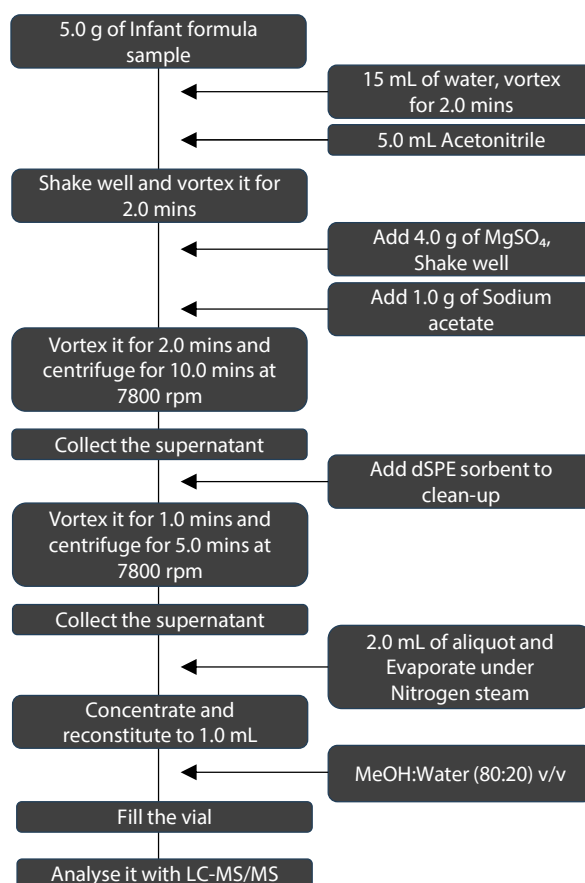 5.0 g of Infant formula
sample
15 mL of water, vortex
for 2.0 mins
5.0 mL Acetonitrile
Shake well and vortex it for
2.0 mins
Add 4.0 g of MgSO₄,
Shake well
Add 1.0 g of Sodium
acetate
Vortex it for 2.0 mins and
centrifuge for 10.0 mins at
7800 rpm
Collect the supernatant
Add dSPE sorbent to
clean-up
Vortex it for 1.0 mins and
centrifuge for 5.0 mins at
7800 rpm
Collect the supernatant
2.0 mL of aliquot and
Evaporate under
Nitrogen steam
Concentrate and
reconstitute to 1.0 mL
MeOH:Water (80:20) v/v
Fill the vial
Analyse it with LC-MS/MS